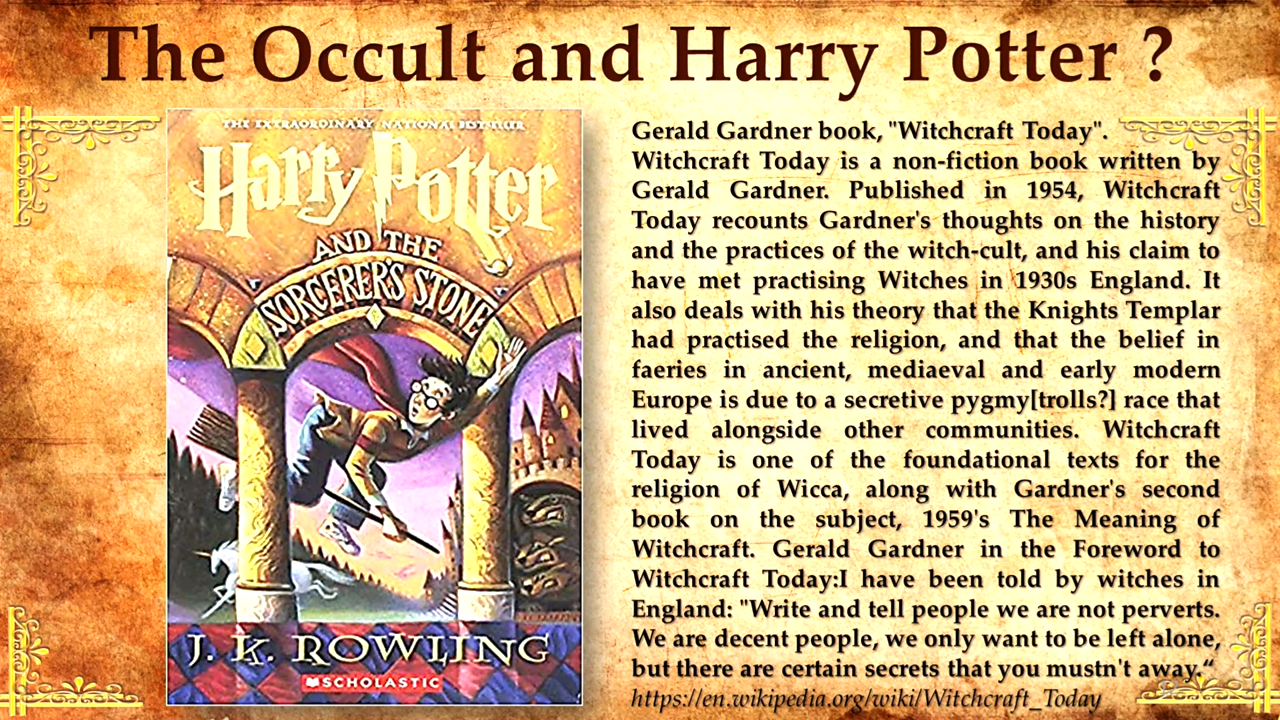 The Occult and Harry Potter ?
THE EXTRAORDINARY NATIONAL BESTSELLER
Harry Potter
AND THE
SORCERER'S STONE
J. K. ROWLING
SCHOLASTIC
Gerald Gardner book, "Witchcraft Today".
Witchcraft Today is a non-fiction book written by
Gerald Gardner. Published in 1954, Witchcraft
Today recounts Gardner's thoughts on the history
and the practices of the witch-cult, and his claim to
have met practising Witches in 1930s England. It
also deals with his theory that the Knights Templar
had practised the religion, and that the belief in
faeries in ancient, mediaeval and early modern
Europe is due to a secretive pygmy[trolls?] race that
lived alongside other communities. Witchcraft
Today is one of the foundational texts for the
religion of Wicca, along with Gardner's second
book on the subject, 1959's The Meaning of
Witchcraft. Gerald Gardner in the Foreword to
Witchcraft Today:I have been told by witches in
England: "Write and tell people we are not perverts.
We are decent people, we only want to be left alone,
but there are certain secrets that you mustn't away.“
https://en.wikipedia.org/wiki/Witchcraft_Today